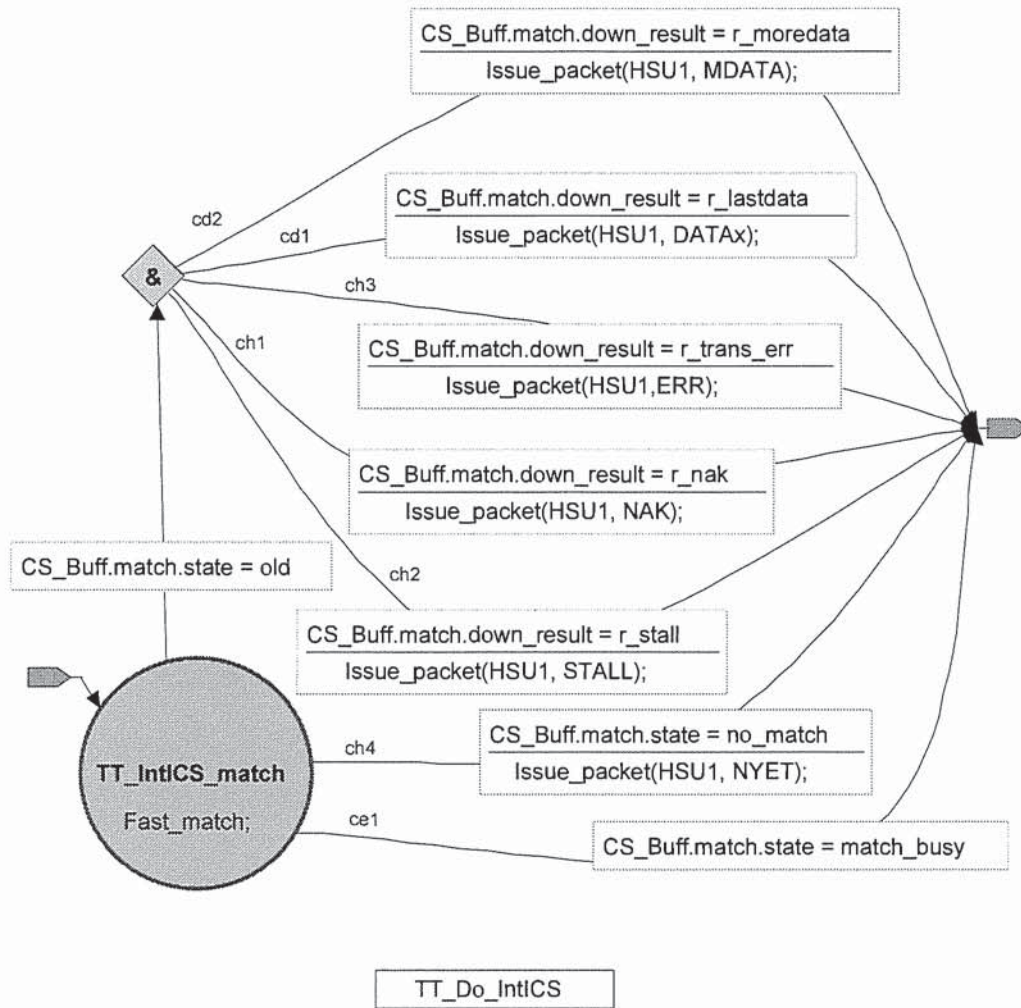 CS_Buff.match.down_result = r_moredata
Issue_packet(HSU1, MDATA);
cd2
CS_Buff.match.down_result = r_lastdata
Issue_packet(HSU1, DATAx);
cd1
&
ch3
CS_Buff.match.down_result = r_trans_err
Issue_packet(HSU1,ERR);
ch1
CS_Buff.match.down_result = r_nak
Issue_packet(HSU1, NAK);
CS_Buff.match.state = old
ch2
CS_Buff.match.down_result = r_stall
Issue_packet(HSU1, STALL);
CS_Buff.match.state = no_match
Issue_packet(HSU1, NYET);
ch4
TT_IntICS_match
Fast_match;
ce1
CS_Buff.match.state = match_busy
TT_Do_IntICS